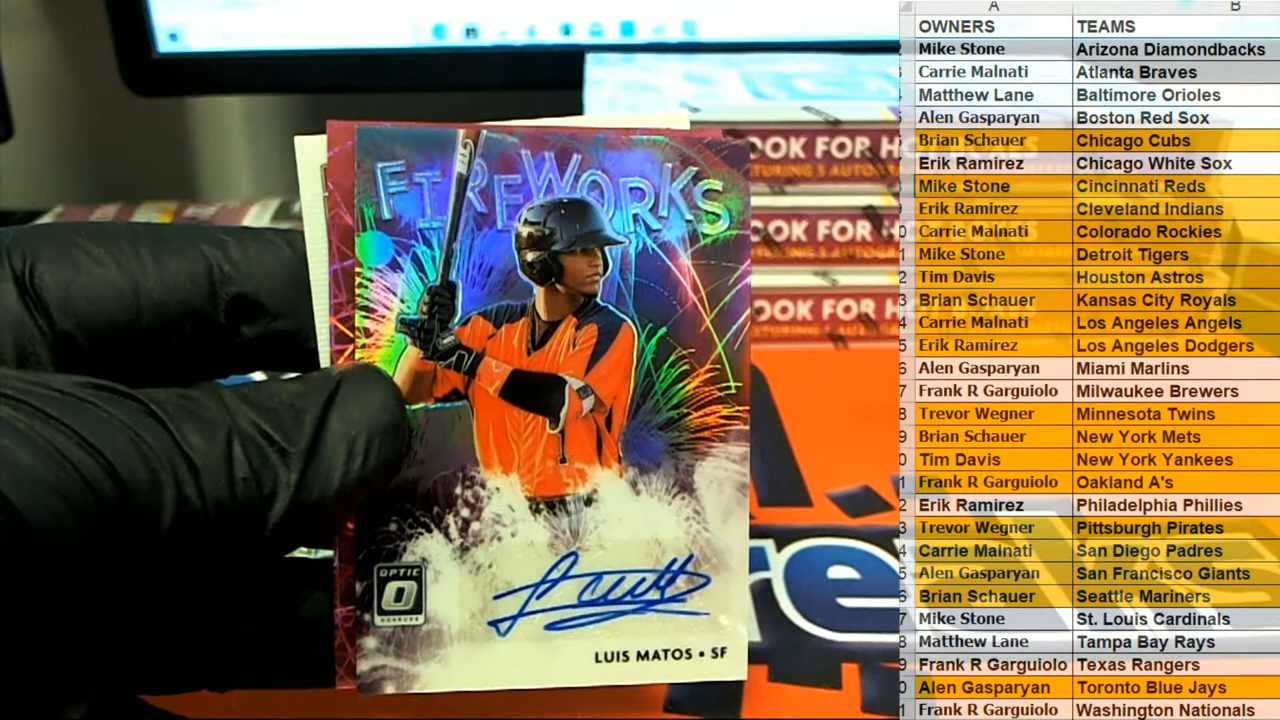 FIREWORKS
OPTIC
DONRUSS
LUIS MATOS • SF
OOK FOR H
OOK FOR H
OOK FOR H
re
A B
OWNERS TEAMS
Mike Stone Arizona Diamondbacks
Carrie Malnati Atlanta Braves
Matthew Lane Baltimore Orioles
Alen Gasparyan Boston Red Sox
Brian Schauer Chicago Cubs
Erik Ramirez Chicago White Sox
Mike Stone Cincinnati Reds
Erik Ramirez Cleveland Indians
Carrie Malnati Colorado Rockies
Mike Stone Detroit Tigers
Tim Davis Houston Astros
Brian Schauer Kansas City Royals
Carrie Malnati Los Angeles Angels
Erik Ramirez Los Angeles Dodgers
Alen Gasparyan Miami Marlins
Frank R Garguiolo Milwaukee Brewers
Trevor Wegner Minnesota Twins
Brian Schauer New York Mets
Tim Davis New York Yankees
Frank R Garguiolo Oakland A's
Erik Ramirez Philadelphia Phillies
Trevor Wegner Pittsburgh Pirates
Carrie Malnati San Diego Padres
Alen Gasparyan San Francisco Giants
Brian Schauer Seattle Mariners
Mike Stone St. Louis Cardinals
Matthew Lane Tampa Bay Rays
Frank R Garguiolo Texas Rangers
Alen Gasparyan Toronto Blue Jays
Frank R Garguiolo Washington Nationals